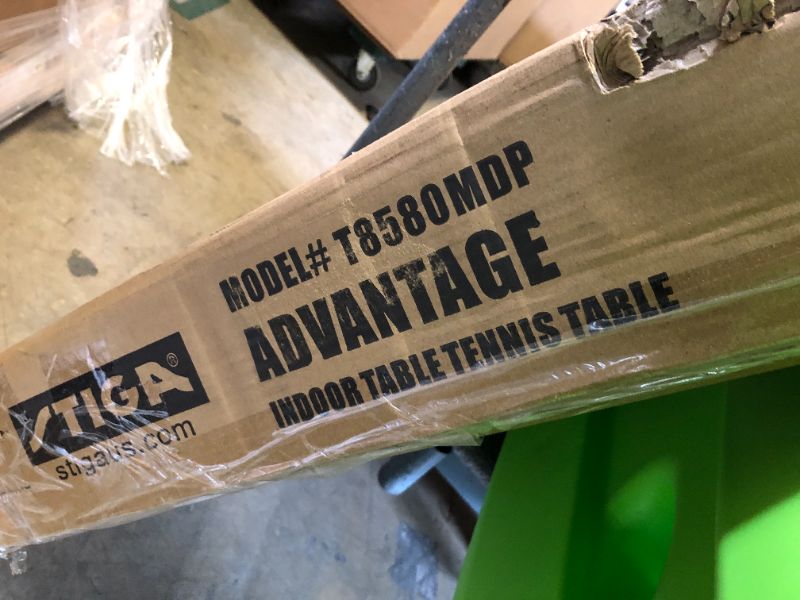 MODEL# T8580MDP
ADVANTAGE
INDOOR TABLE TENNIS TABLE
STIGA®
stigaus.com